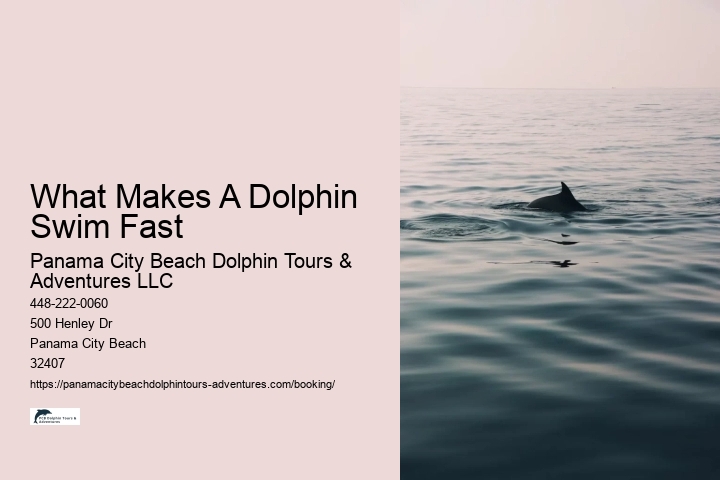 What Makes A Dolphin
Swim Fast
Panama City Beach Dolphin Tours &
Adventures LLC
448-222-0060
500 Henley Dr
Panama City Beach
32407
https://panamacitybeachdolphintours-adventures.com/booking/
PCB Dolphin Tours &
Adventures